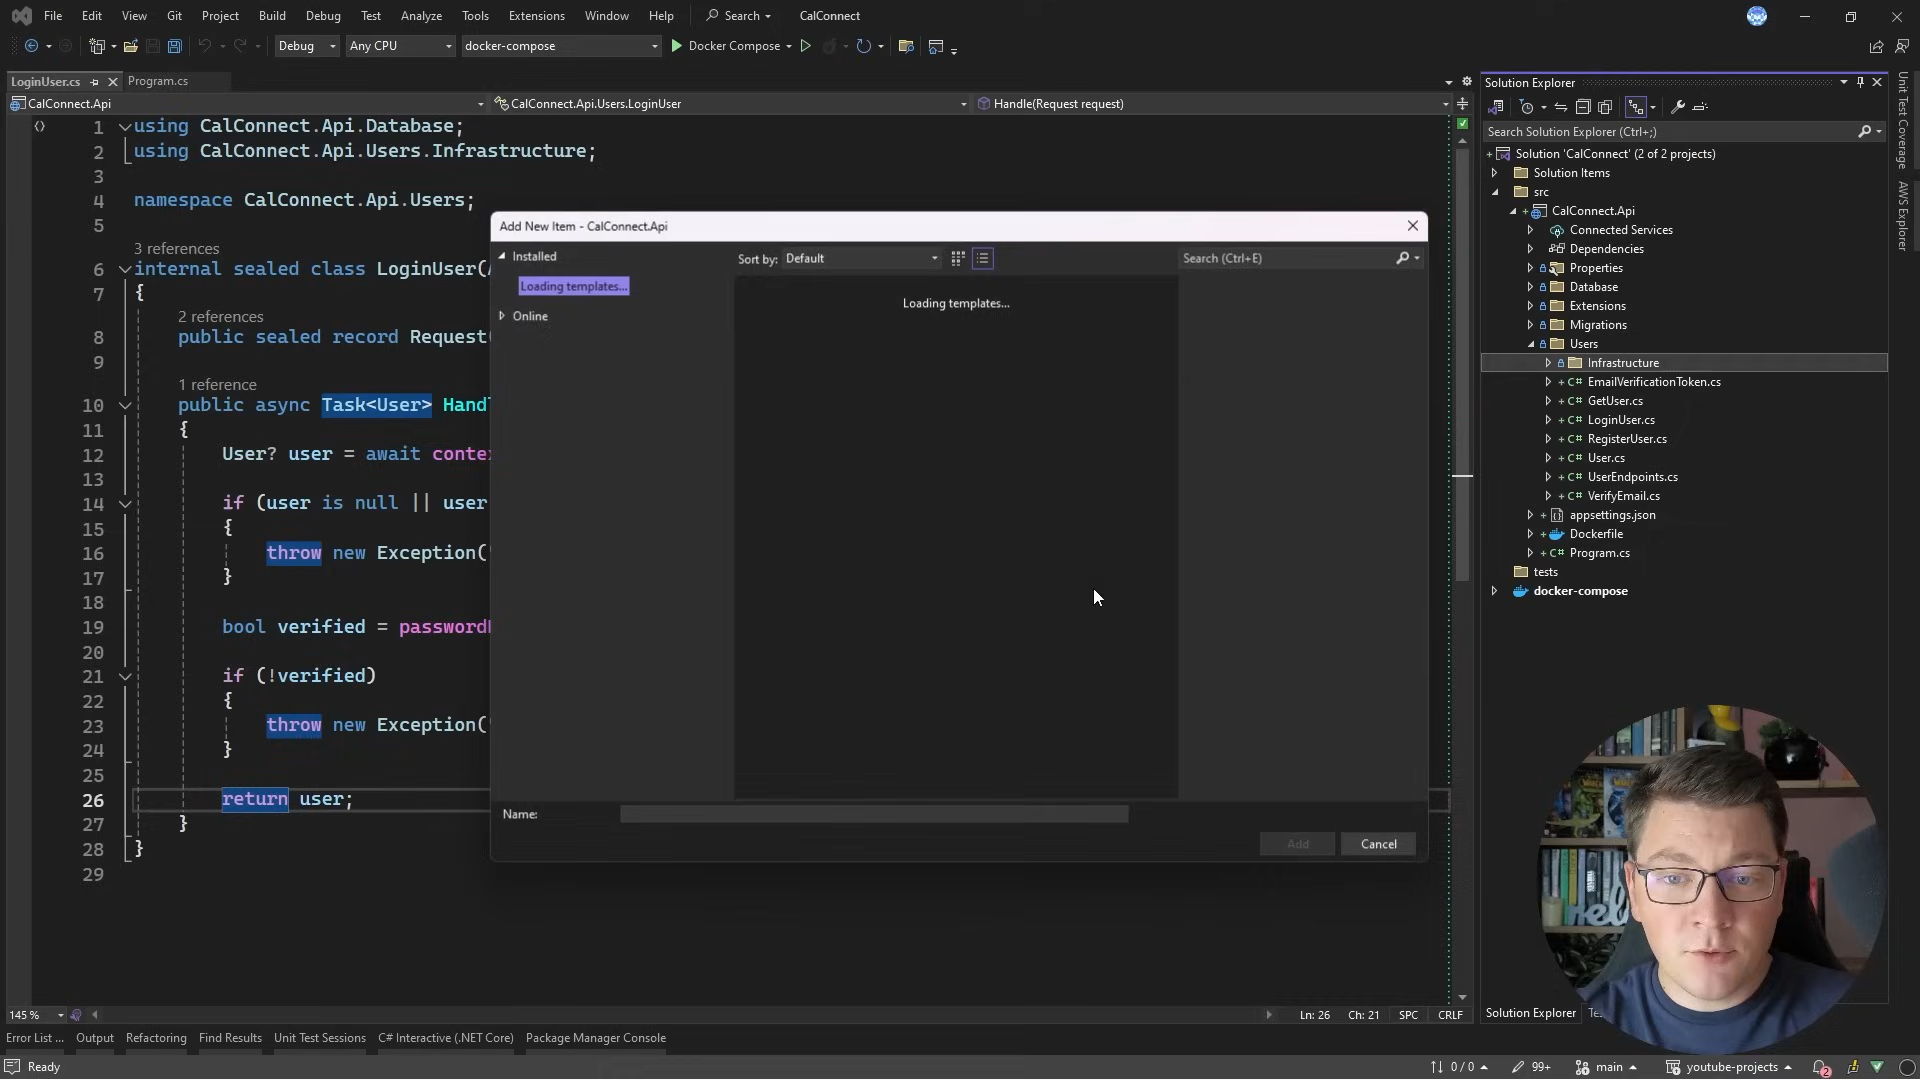 File Edit View Git Project Build Debug Test Analyze Tools Extensions Window Help Search CalConnect
Debug Any CPU docker-compose Docker Compose
LoginUser.cs Program.cs
CalConnect.Api CalConnect.Api.Users.LoginUser Handle(Request request)
1 using CalConnect.Api.Database;
2 using CalConnect.Api.Users.Infrastructure;
3
4 namespace CalConnect.Api.Users;
5
3 references
6 internal sealed class LoginUser(
7 {
2 references
8 public sealed record Request
9
1 reference
10 public async Task<User> Handl
11 {
12 User? user = await conte
13
14 if (user is null || user
15 {
16 throw new Exception(
17 }
18
19 bool verified = password
20
21 if (!verified)
22 {
23 throw new Exception(
24 }
25
26 return user;
27 }
28 }
29
Add New Item - CalConnect.Api
Installed
Loading templates...
Online
Sort by: Default
Search (Ctrl+E)
Loading templates...
Name:
Add Cancel
Solution Explorer
Search Solution Explorer (Ctrl+;)
Solution 'CalConnect' (2 of 2 projects)
Solution Items
src
CalConnect.Api
Connected Services
Dependencies
Properties
Database
Extensions
Migrations
Users
Infrastructure
C# EmailVerificationToken.cs
C# GetUser.cs
C# LoginUser.cs
C# RegisterUser.cs
C# User.cs
C# UserEndpoints.cs
C# VerifyEmail.cs
appsettings.json
Dockerfile
C# Program.cs
tests
docker-compose
Unit Test Coverage
AWS Explorer
145 % Ln: 26 Ch: 21 SPC CRLF
Solution Explorer
Error List ... Output Refactoring Find Results Unit Test Sessions C# Interactive (.NET Core) Package Manager Console
Ready 0 / 0 99+ main youtube-projects 2